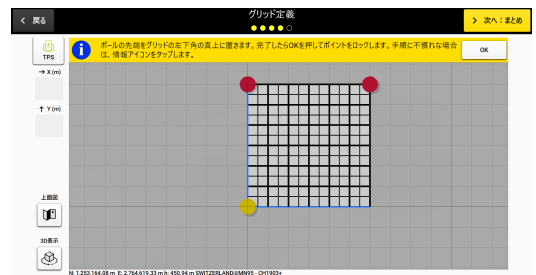 戻る
グリッド定義
次へ：まとめ
ポールの先端をグリッドの左下角の真上に置きます。完了したらOKを押してポイントをロックします。手順に不慣れな場合
は、情報アイコンをタップします。
OK
TPS
→ X (m)
↑ Y (m)
上面図
3D表示
N: 1.253.164.08 m E: 2.764.619.33 m h: 450.94 m SWITZERLAND\\\MN95 - CH1903+